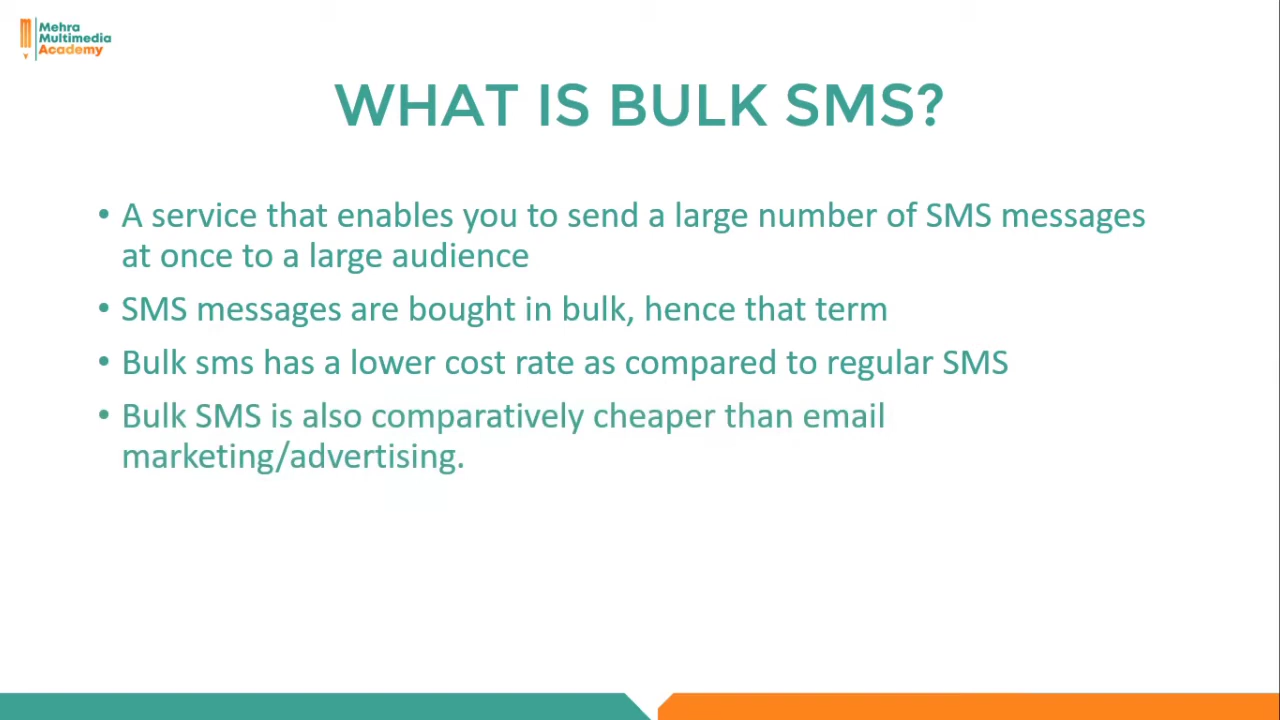 Mehra
Multimedia
Academy
WHAT IS BULK SMS?
• A service that enables you to send a large number of SMS messages
at once to a large audience
• SMS messages are bought in bulk, hence that term
• Bulk sms has a lower cost rate as compared to regular SMS
• Bulk SMS is also comparatively cheaper than email
marketing/advertising.